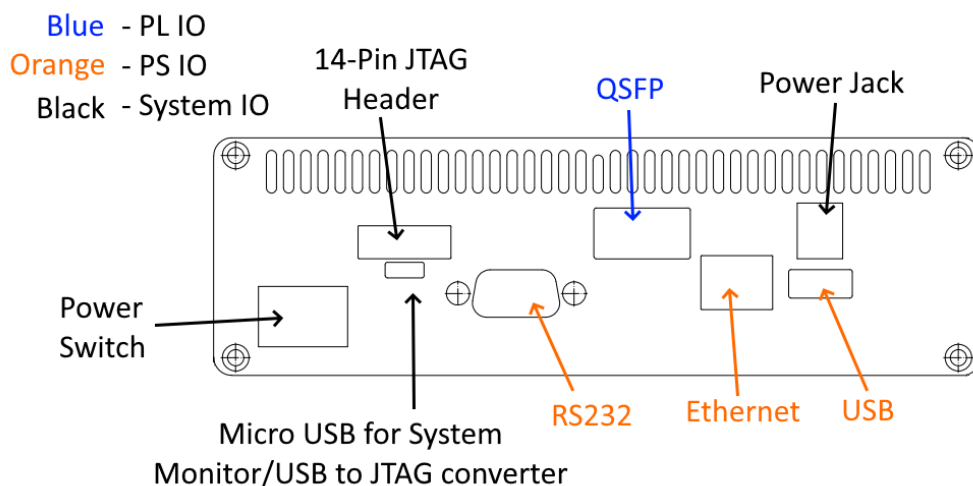 Blue - PL IO
Orange - PS IO
Black - System IO
14-Pin JTAG
Header
QSFP
Power Jack
Power
Switch
Micro USB for System
Monitor/USB to JTAG converter
RS232
Ethernet
USB